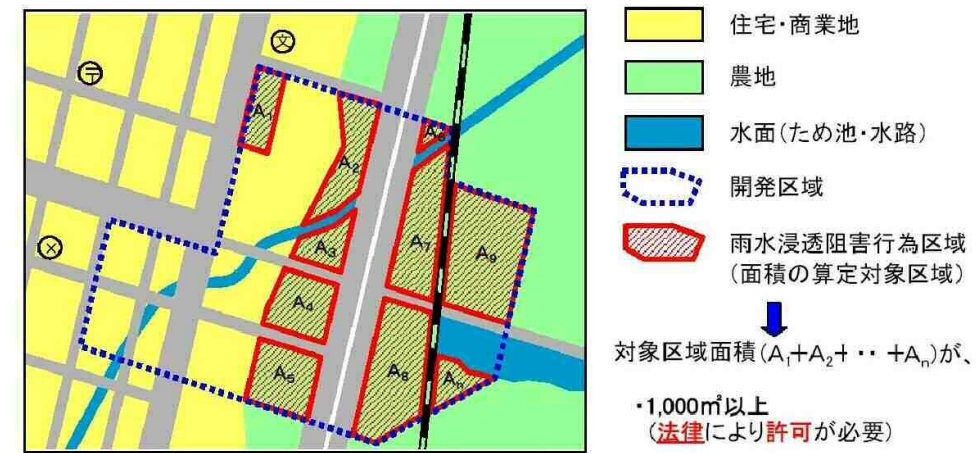 文
〒
A₁
A₂
A₃
A₄
A₅
A₆
A₇
A₉
Aₙ
住宅・商業地
農地
水面(ため池・水路)
開発区域
雨水浸透阻害行為区域
(面積の算定対象区域)
対象区域面積(A₁+A₂+‥+Aₙ)が、
・1,000㎡以上
(法律により許可が必要)